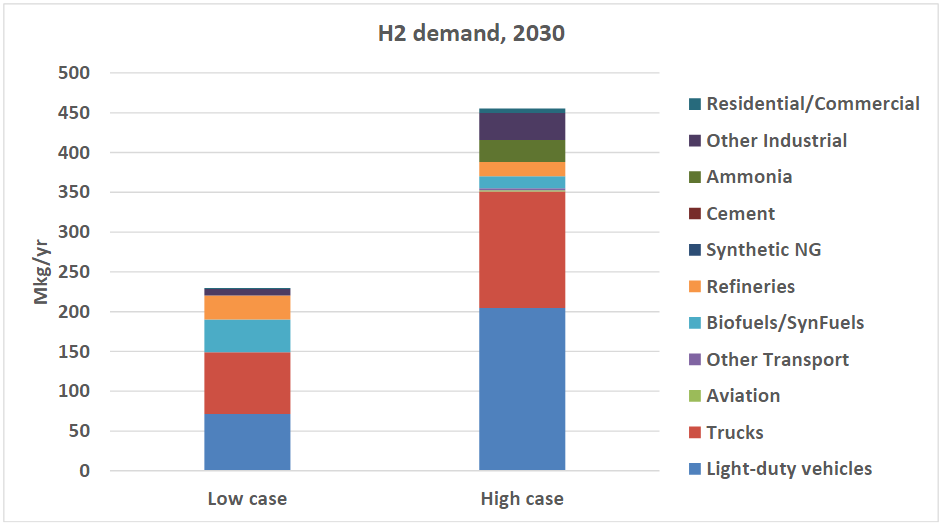 H2 demand, 2030
Mkg/yr
500
450
400
350
300
250
200
150
100
50
0
Low case
High case
Residential/Commercial
Other Industrial
Ammonia
Cement
Synthetic NG
Refineries
Biofuels/SynFuels
Other Transport
Aviation
Trucks
Light-duty vehicles